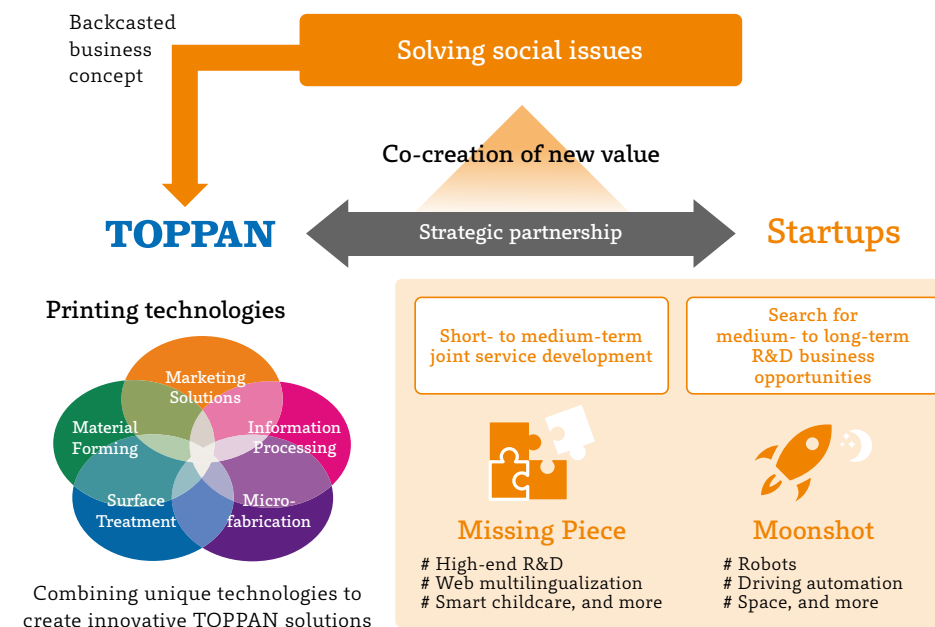 Backcasted
business
concept
Solving social issues
Co-creation of new value
TOPPAN
Strategic partnership
Startups
Printing technologies
Marketing
Solutions
Material
Forming
Information
Processing
Surface
Treatment
Micro-
fabrication
Combining unique technologies to
create innovative TOPPAN solutions
Short- to medium-term
joint service development
Search for
medium- to long-term
R&D business
opportunities
Missing Piece
# High-end R&D
# Web multilingualization
# Smart childcare, and more
Moonshot
# Robots
# Driving automation
# Space, and more